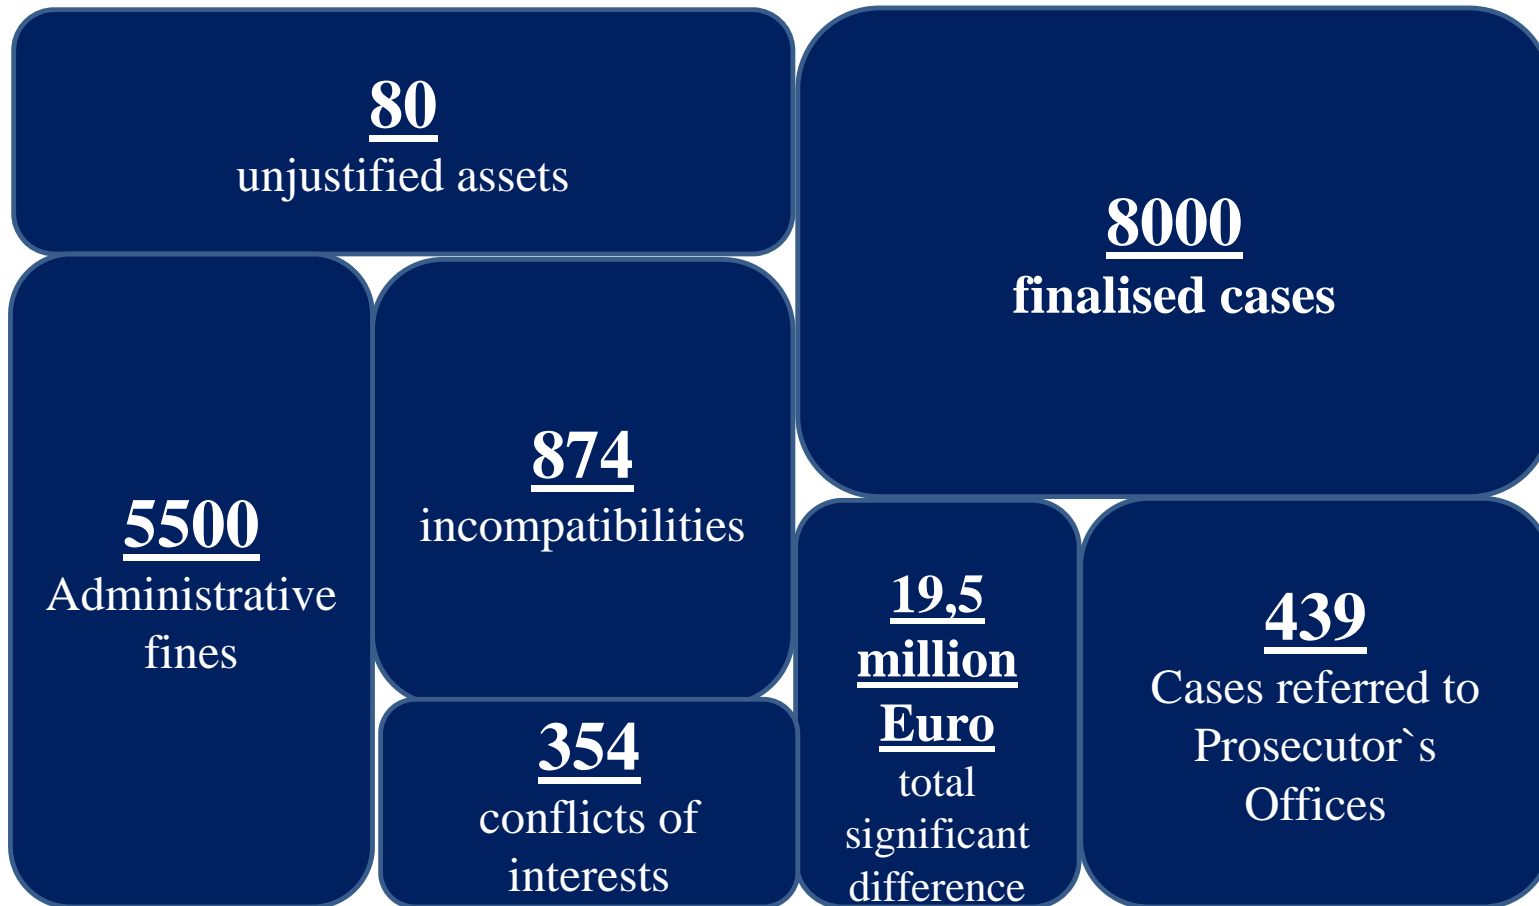 80
unjustified assets
8000
finalised cases
5500
Administrative
fines
874
incompatibilities
354
conflicts of
interests
19,5
million
Euro
total
significant
difference
439
Cases referred to
Prosecutor`s
Offices